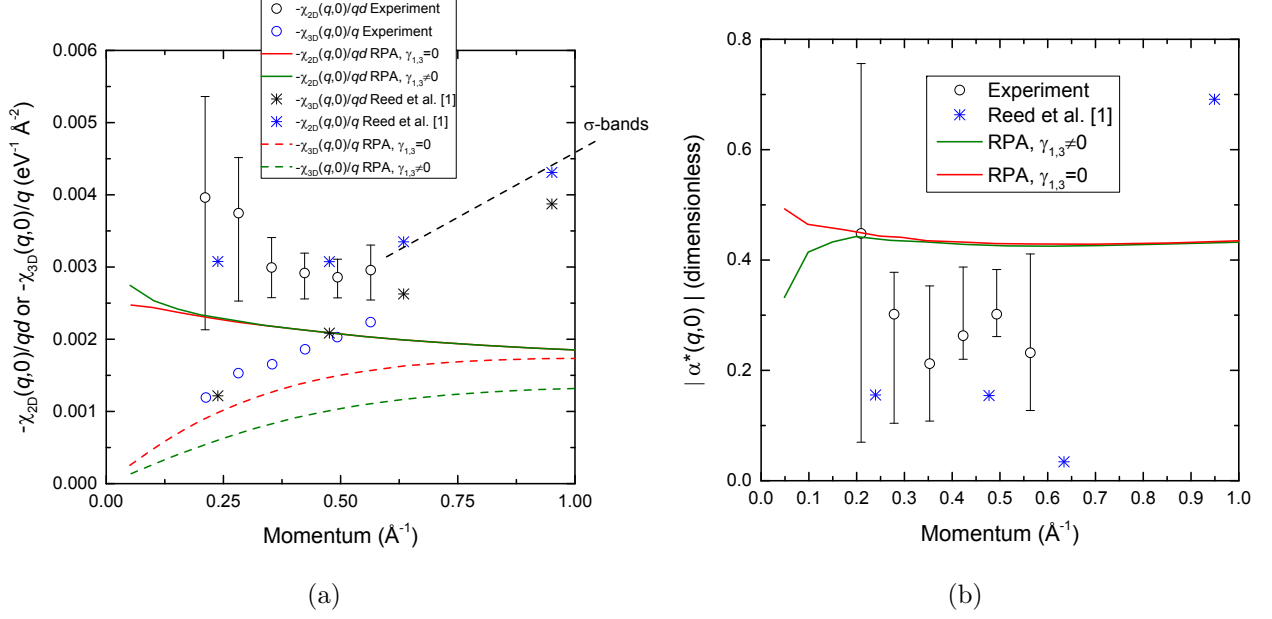 -χ2D(q,0)/qd Experiment
-χ3D(q,0)/q Experiment
-χ2D(q,0)/qd RPA, γ1,3=0
-χ2D(q,0)/qd RPA, γ1,3≠0
-χ3D(q,0)/qd Reed et al. [1]
-χ2D(q,0)/q Reed et al. [1]
-χ3D(q,0)/q RPA, γ1,3=0
-χ3D(q,0)/q RPA, γ1,3≠0
σ-bands
-χ2D(q,0)/qd or -χ3D(q,0)/q (eV-1 Å-2)
0.006
0.005
0.004
0.003
0.002
0.001
0.000
0.00
0.25
0.50
0.75
1.00
Momentum (Å-1)
(a)
Experiment
Reed et al. [1]
RPA, γ1,3≠0
RPA, γ1,3=0
| α*(q,0) | (dimensionless)
0.8
0.6
0.4
0.2
0.0
0.0
0.1
0.2
0.3
0.4
0.5
0.6
0.7
0.8
0.9
1.0
Momentum (Å-1)
(b)